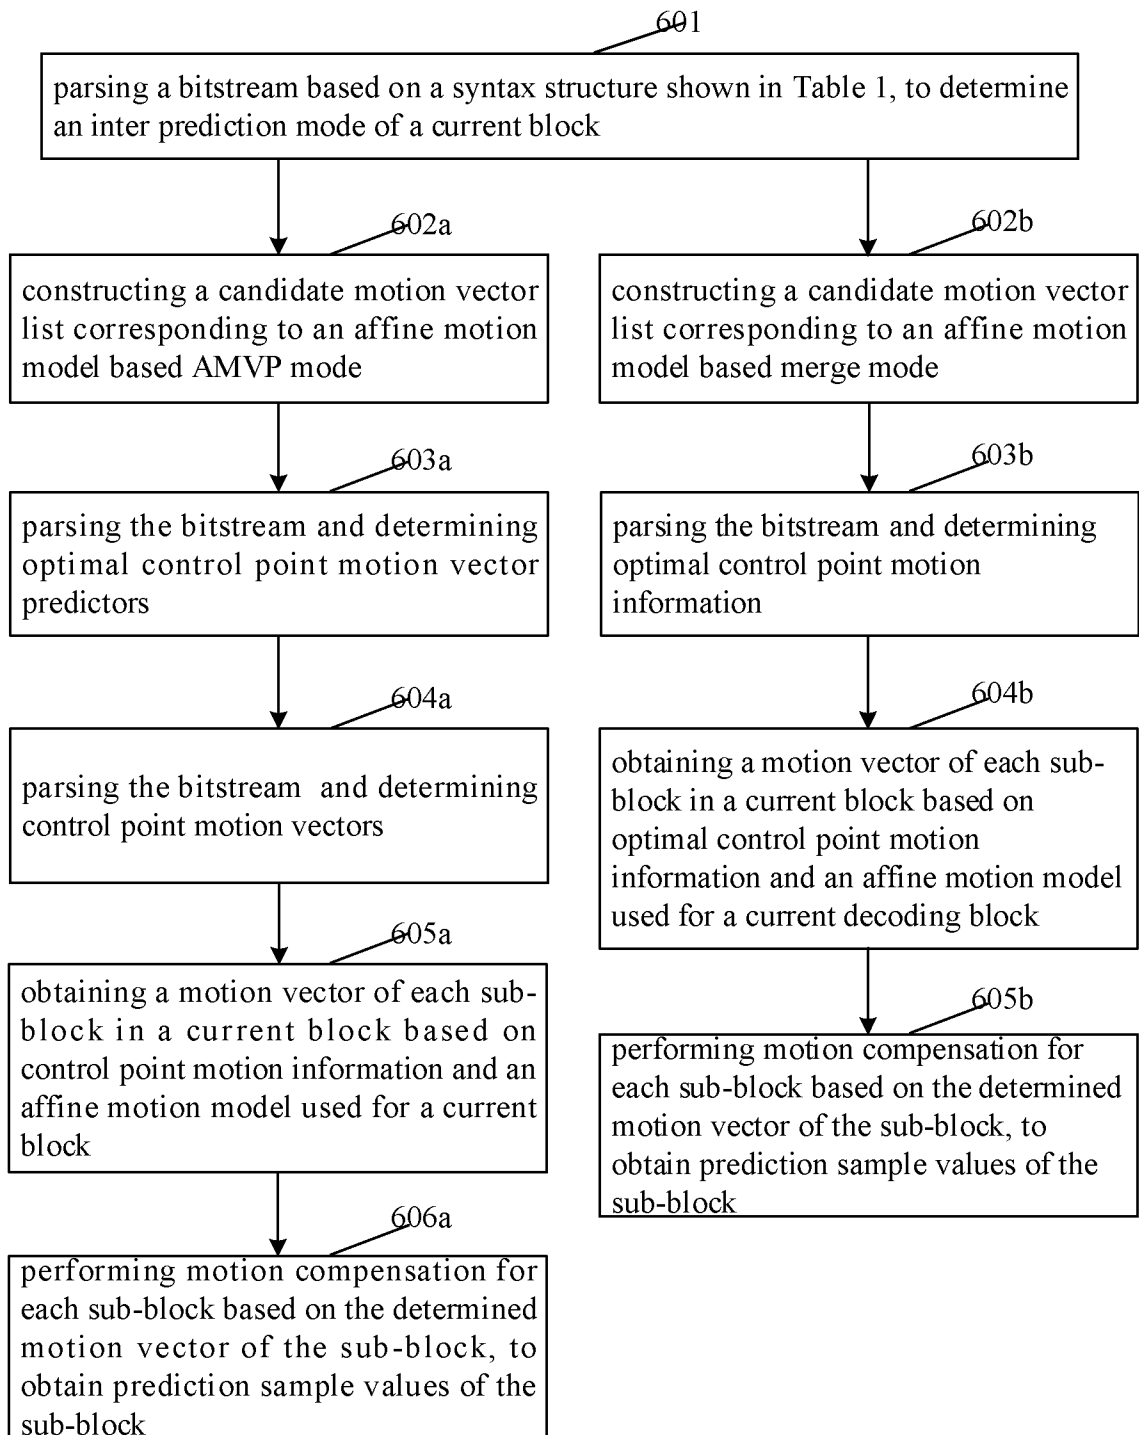 601
parsing a bitstream based on a syntax structure shown in Table 1, to determine
an inter prediction mode of a current block
602a
constructing a candidate motion vector
list corresponding to an affine motion
model based AMVP mode
603a
parsing the bitstream and determining
optimal control point motion vector
predictors
604a
parsing the bitstream and determining
control point motion vectors
605a
obtaining a motion vector of each sub-
block in a current block based on
control point motion information and an
affine motion model used for a current
block
606a
performing motion compensation for
each sub-block based on the determined
motion vector of the sub-block, to
obtain prediction sample values of the
sub-block
602b
constructing a candidate motion vector
list corresponding to an affine motion
model based merge mode
603b
parsing the bitstream and determining
optimal control point motion
information
604b
obtaining a motion vector of each sub-
block in a current block based on
optimal control point motion
information and an affine motion model
used for a current decoding block
605b
performing motion compensation for
each sub-block based on the determined
motion vector of the sub-block, to
obtain prediction sample values of the
sub-block